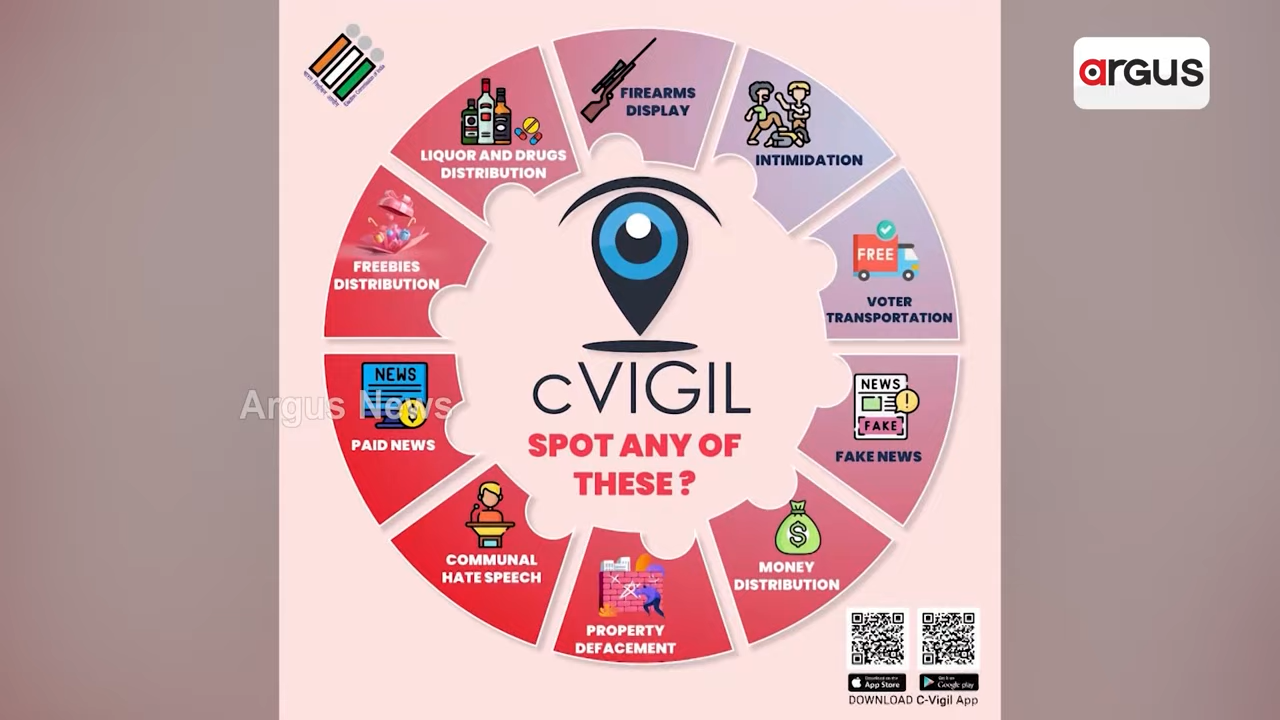 argus
FIREARMS
DISPLAY
INTIMIDATION
LIQUOR AND DRUGS
DISTRIBUTION
FREE
VOTER
TRANSPORTATION
FREEBIES
DISTRIBUTION
NEWS
PAID NEWS
Argus News
cVIGIL
SPOT ANY OF
THESE ?
NEWS
FAKE
FAKE NEWS
COMMUNAL
HATE SPEECH
MONEY
DISTRIBUTION
PROPERTY
DEFACEMENT
App Store
Google play
DOWNLOAD C-Vigil App